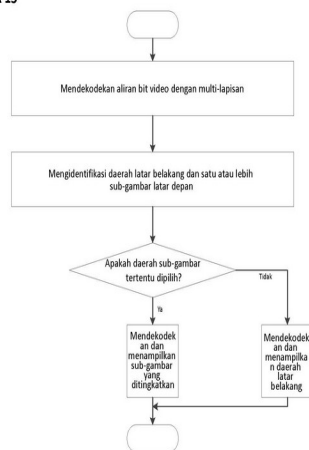 Mendekodekan aliran bit video dengan multi-lapisan
Mengidentifikasi daerah latar belakang dan satu atau lebih
sub-gambar latar depan
Apakah daerah sub-gambar
tertentu dipilih?
Tidak
Ya
Mendekodek
an dan
menampilkan
sub-gambar
yang
ditingkatkan
Mendekodek
an dan
menampilka
n daerah
latar
belakang